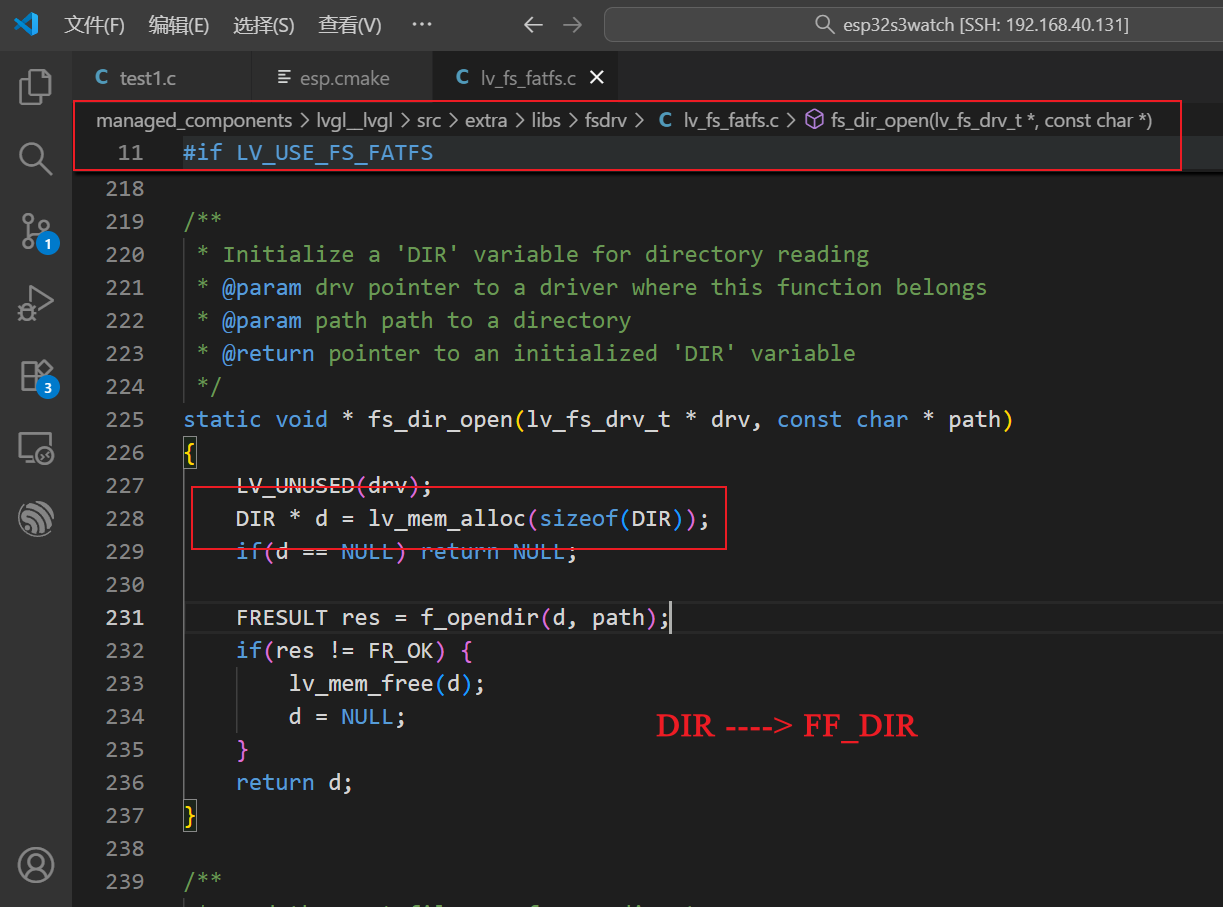 文件(F) 编辑(E) 选择(S) 查看(V) ··· ← → esp32s3watch [SSH: 192.168.40.131]
C test1.c esp.cmake C lv_fs_fatfs.c ×
managed_components > lvgl__lvgl > src > extra > libs > fsdrv > C lv_fs_fatfs.c > fs_dir_open(lv_fs_drv_t *, const char *)
11 #if LV_USE_FS_FATFS
218
219 /**
220 * Initialize a 'DIR' variable for directory reading
221 * @param drv pointer to a driver where this function belongs
222 * @param path path to a directory
223 * @return pointer to an initialized 'DIR' variable
224 */
225 static void * fs_dir_open(lv_fs_drv_t * drv, const char * path)
226 {
227 LV_UNUSED(drv);
228 DIR * d = lv_mem_alloc(sizeof(DIR));
229 if(d == NULL) return NULL;
230
231 FRESULT res = f_opendir(d, path);
232 if(res != FR_OK) {
233 lv_mem_free(d);
234 d = NULL;
DIR ----> FF_DIR
235 }
236 return d;
237 }
238
239 /**
1
3